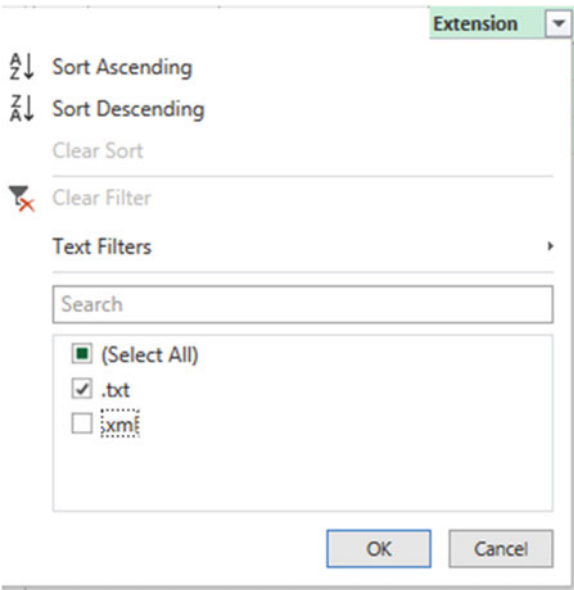 Extension
Sort Ascending
Sort Descending
Clear Sort
Clear Filter
Text Filters
Search
(Select All)
.txt
.xml
OK Cancel